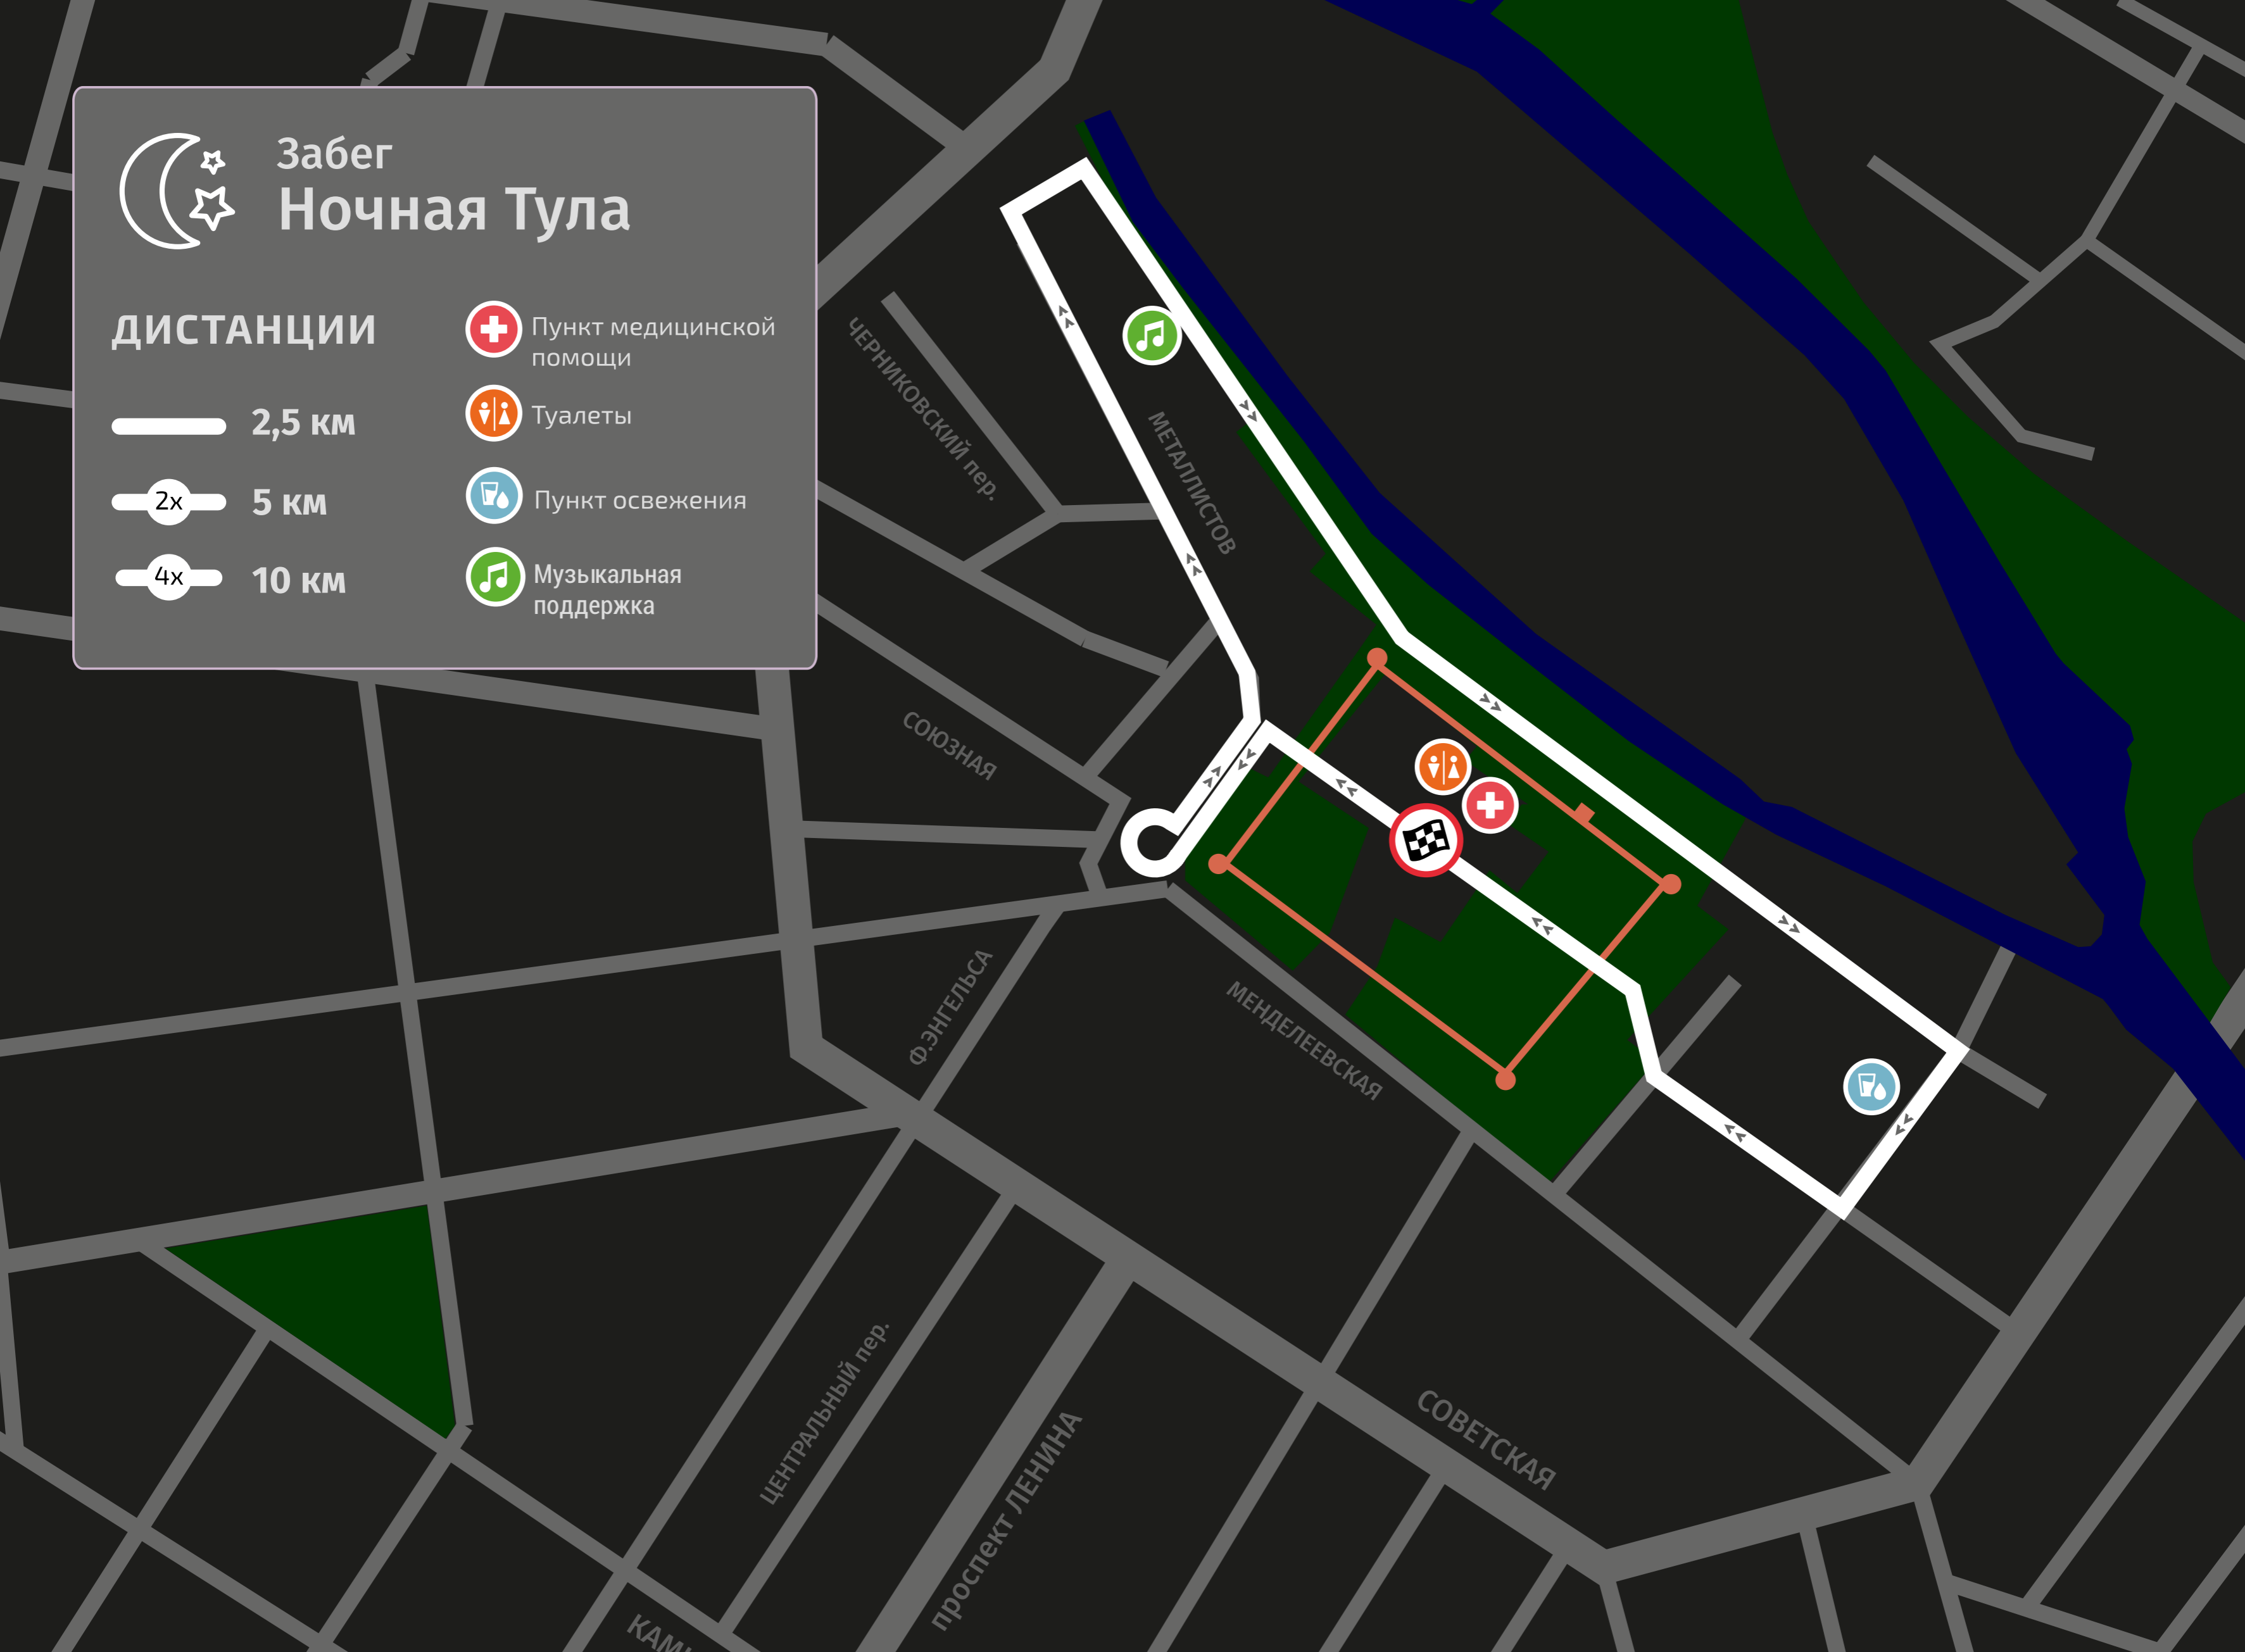 Забег
Ночная Тула
ДИСТАНЦИИ
2,5 км
2x
5 км
4x
10 км
Пункт медицинской
помощи
Туалеты
Пункт освежения
Музыкальная
поддержка
ЧЕРНИКОВСКИЙ пер.
МЕТАЛЛИСТОВ
СОЮЗНАЯ
Ф.ЭНГЕЛЬСА
МЕНДЕЛЕЕВСКАЯ
ЦЕНТРАЛЬНЫЙ пер.
проспект ЛЕНИНА
СОВЕТСКАЯ